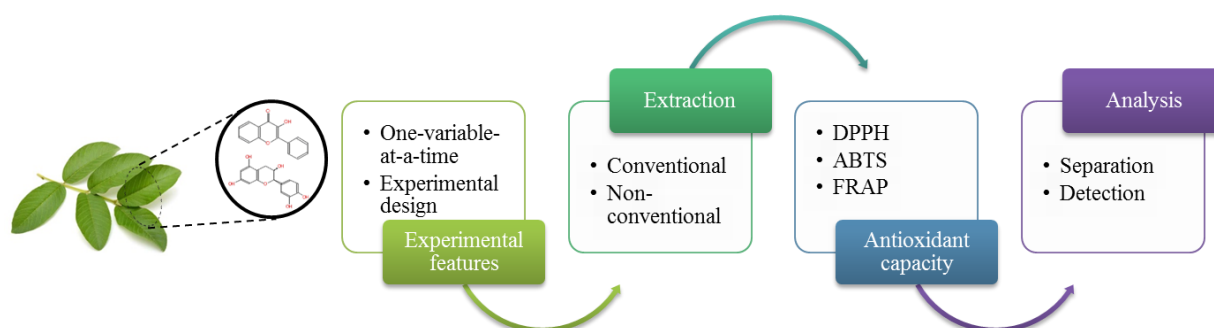 • One-variable-
at-a-time
• Experimental
design
Experimental
features
Extraction
• Conventional
• Non-
conventional
• DPPH
• ABTS
• FRAP
Antioxidant
capacity
Analysis
• Separation
• Detection